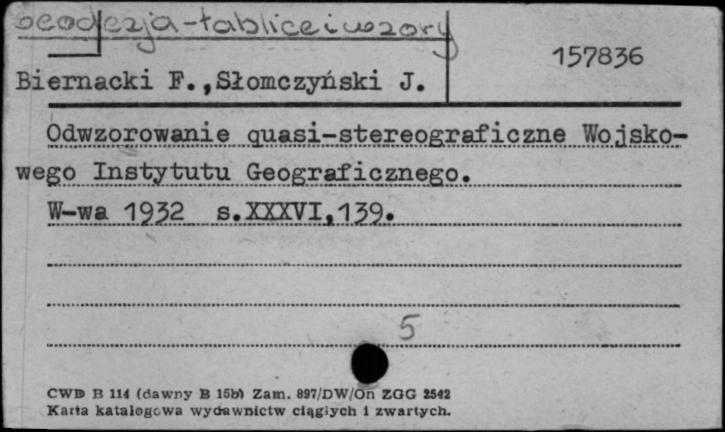 Geodezja-tablice i wzory
157836
Biernacki F.,Słomczyński J.
Odwzorowanie quasi-stereograficzne Wojsko-
wego Instytutu Geograficznego.
W-wa 1932 s.XXXVI,139.
5
CWD B 114 (dawny B 15b) Zam. 897/DW/On ZGG 2542
Karta katalogowa wydawnictw ciągłych i zwartych.